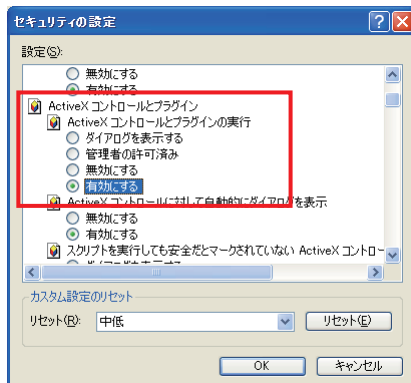 セキュリティの設定
設定(S):
無効にする
有効にする
ActiveX コントロールとプラグイン
ActiveX コントロールとプラグインの実行
ダイアログを表示する
管理者の許可済み
無効にする
有効にする
ActiveX コントロールに対して自動的にダイアログを表示
無効にする
有効にする
スクリプトを実行しても安全だとマークされていない ActiveX コントロー
カスタム設定のリセット
リセット(R): 中低 リセット(E)
OK キャンセル